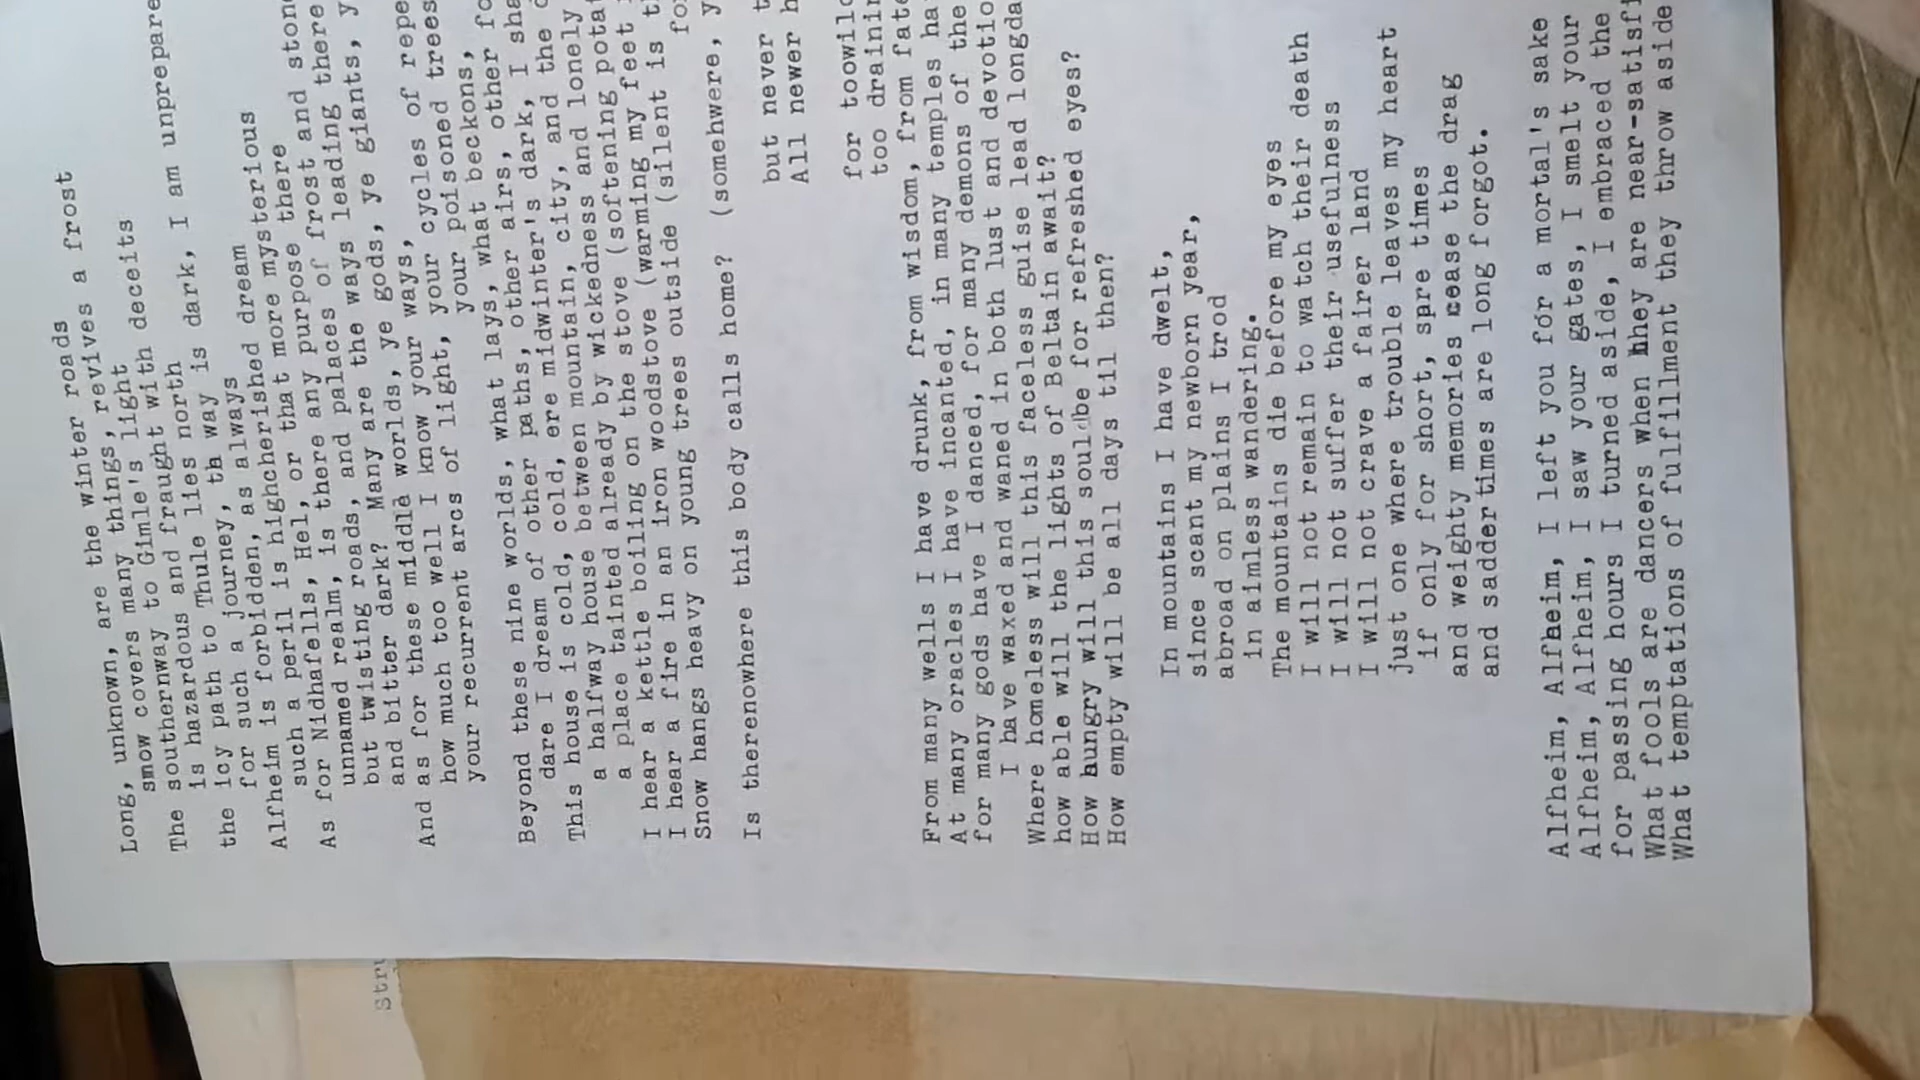 Long, unknown, are the winter roads
smow covers many things, revives a frost
The southernway to Gimle's light
is hazardous and fraught with deceits
the icy path to Thule lies north
for such a journey, th way is dark, I am unprepare
Alfheim is forbidden, as always
such a peril is highcherished dream
As for Nidhafells, Hel, or that more mysterious
unnamed realm, is there any purpose there
but twisting roads, and palaces of frost and ston
and bitter dark? Many are the ways leading there
And as for these middle worlds, ye gods, ye giants, y
how much too well I know your ways,
your recurrent arcs of light, your cycles of repe
your poisoned trees
Beyond these nine worlds, what lays, what beckons,
dare I dream of other paths, other airs, other fo
This house is cold, cold, ere midwinter's dark, I sha
a halfway house between mountain, city, and the
a place tainted already by wickedness and lonely
I hear a kettle boiling on the stove (softening potat
I hear a fire in an iron woodstove (warming my feet
Snow hangs heavy on young trees outside (silent is t
fo
Is therenowhere this body calls home? (somehwere, y
but never t
All newer h
for toowild
too drainin
From many wells I have drunk, from wisdom, from fate
At many oracles I have incanted, in many temples ha
for many gods have I danced, for many demons of the
I have waxed and waned in both lust and devotio
Where homeless will this faceless guise lead longda
how able will the lights of Beltain await?
How hungry will this soul be for refreshed eyes?
How empty will be all days til then?
In mountains I have dwelt,
since scant my newborn year,
abroad on plains I trod
in aimless wandering.
The mountains die before my eyes
I will not remain to watch their death
I will not suffer their usefulness
I will not crave a fairer land
just one where trouble leaves my heart
if only for short, spre times
and weighty memories cease the drag
and saddertimes are long forgot.
Alfheim, Alfheim, I left you for a mortal's sake
Alfheim, Alfheim, I saw your gates, I smelt your
for passing hours I turned aside, I embraced the
What fools are dancers when they are near-satisf
What temptations of fulfillment they throw aside
stru